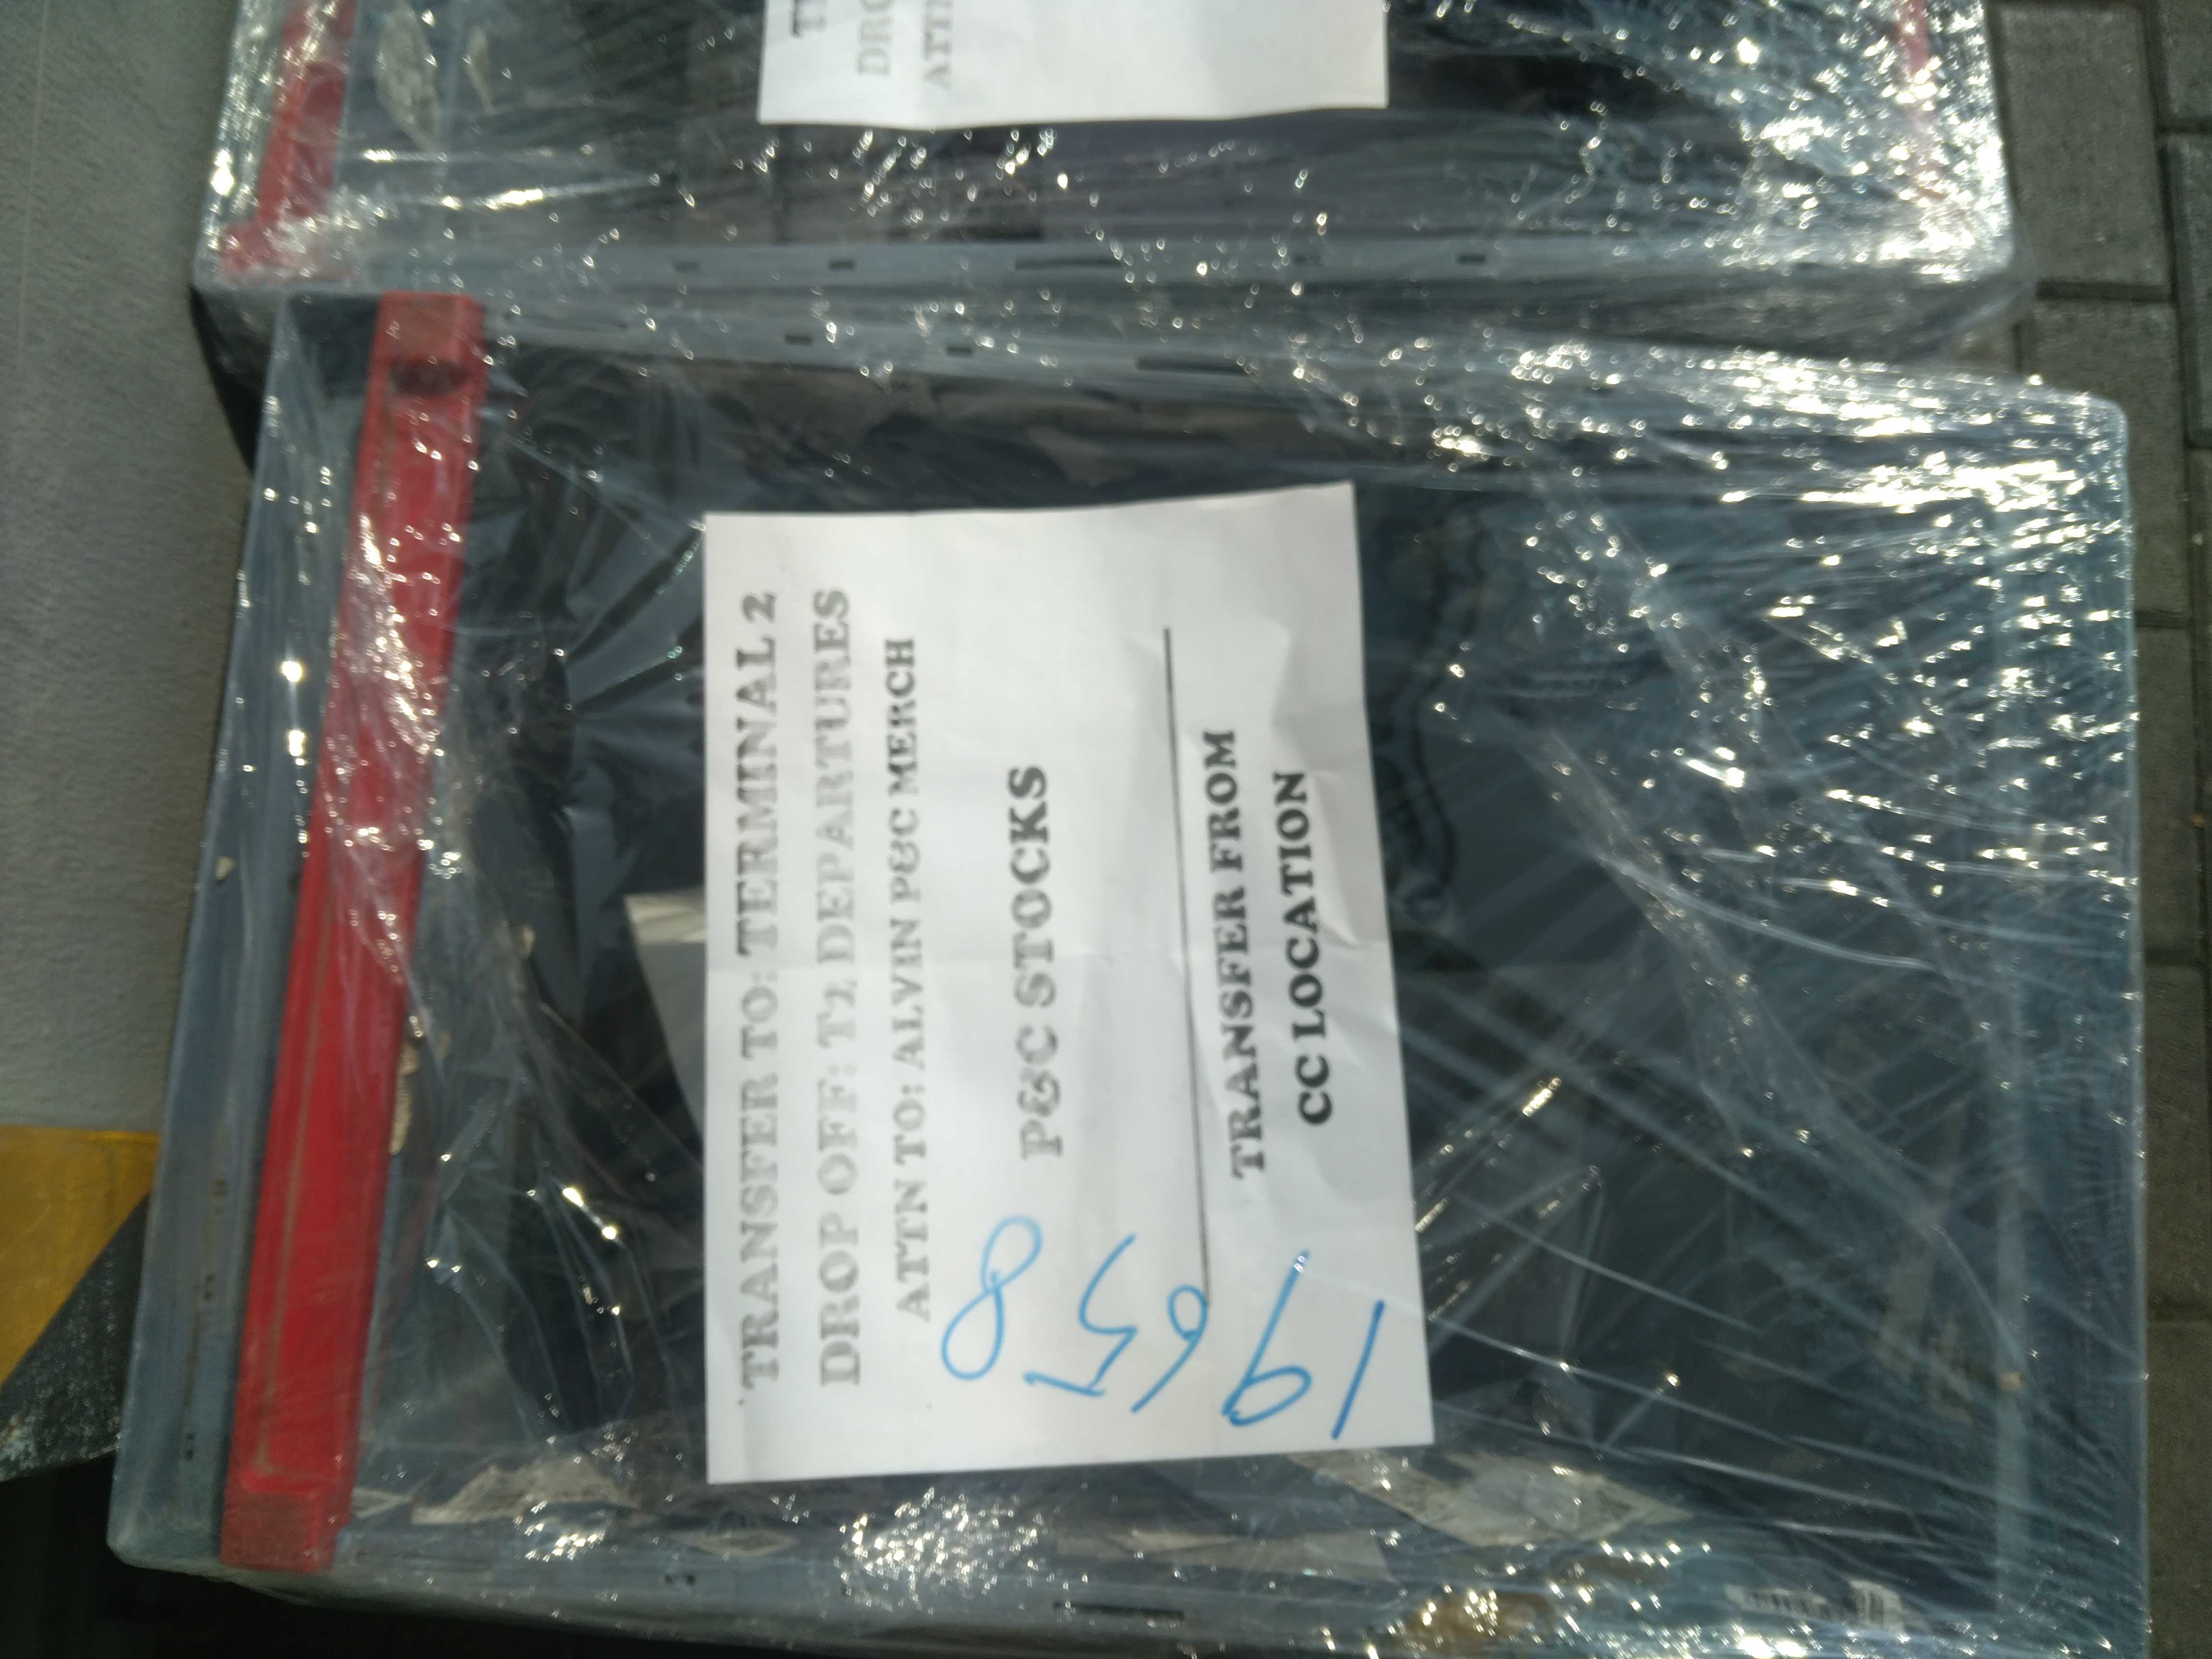 TRANSFER TO: TERMINAL 2
DROP OFF: T2 DEPARTURES
ATTN TO: ALVIN P&C MERCH
P&C STOCKS
TRANSFER FROM
CC LOCATION
19658